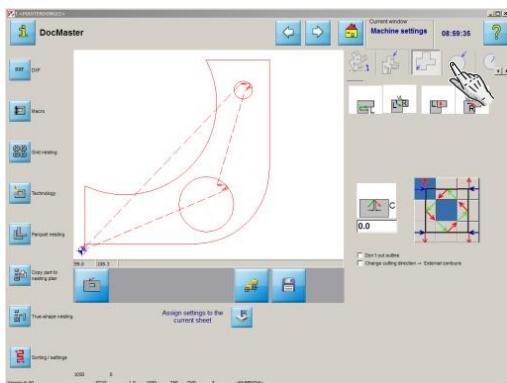 DocMaster
Current window
Machine settings
08:59:35
DXF
DXF
Macro
Grid nesting
Technology
Parquet nesting
Copy part to
nesting plan
True-shape nesting
Sorting / settings
C
0.0
Don't cut outline
Change cutting direction -> External contours
Assign settings to the
current sheet